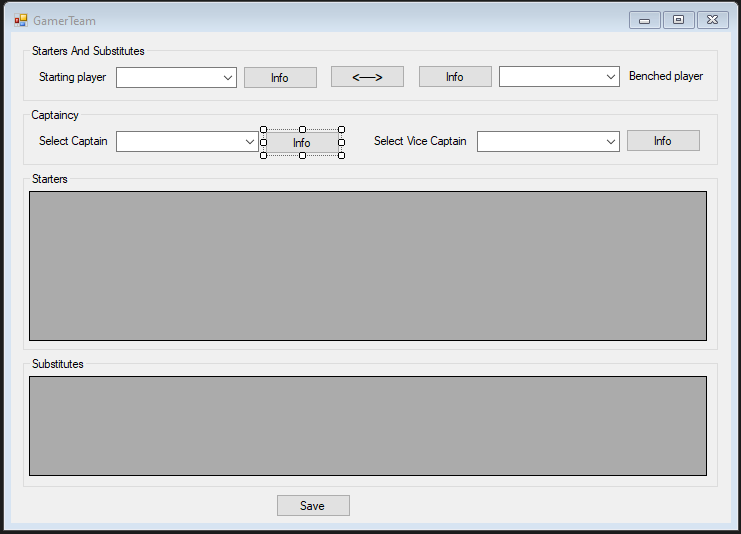 GamerTeam
Starters And Substitutes
Starting player Info <---> Info Benched player
Captaincy
Select Captain Info Select Vice Captain Info
Starters
Substitutes
Save